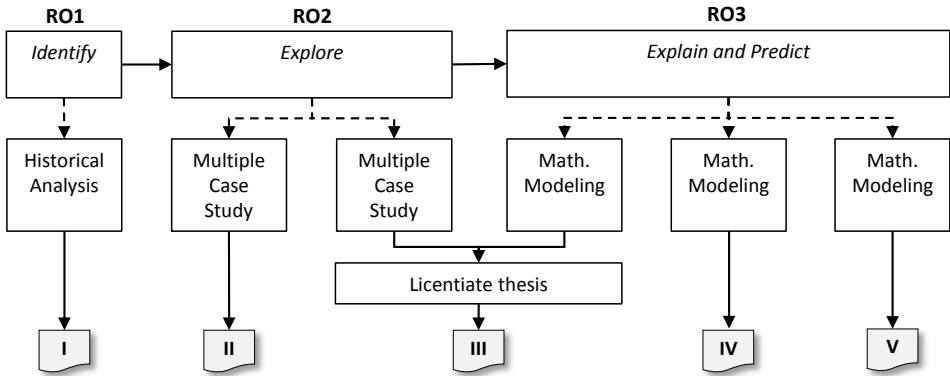 RO1
RO2
RO3
Identify
Explore
Explain and Predict
Historical
Analysis
Multiple
Case
Study
Multiple
Case
Study
Math.
Modeling
Math.
Modeling
Math.
Modeling
Licentiate thesis
I
II
III
IV
V